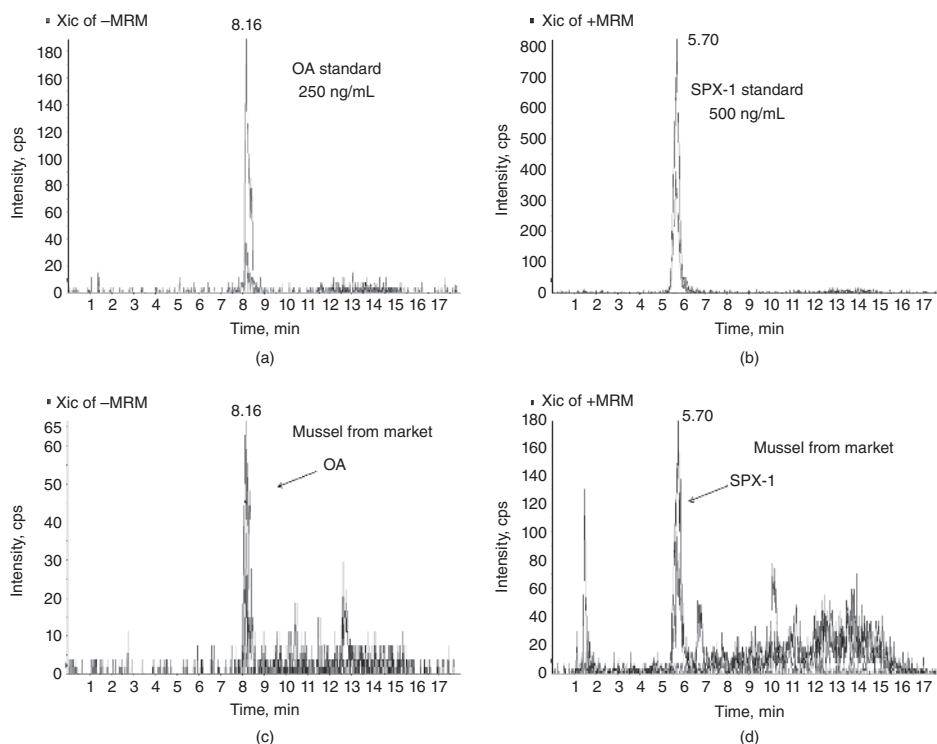 Xic of –MRM
8.16
OA standard
250 ng/mL
Intensity, cps
180
160
140
120
100
80
60
40
20
0
1 2 3 4 5 6 7 8 9 10 11 12 13 14 15 16 17
Time, min
(a)
Xic of +MRM
5.70
SPX-1 standard
500 ng/mL
Intensity, cps
800
700
600
500
400
300
200
100
0
1 2 3 4 5 6 7 8 9 10 11 12 13 14 15 16 17
Time, min
(b)
Xic of –MRM
8.16
Mussel from market
OA
Intensity, cps
65
60
50
40
30
20
10
0
1 2 3 4 5 6 7 8 9 10 11 12 13 14 15 16 17
Time, min
(c)
Xic of +MRM
5.70
Mussel from market
SPX-1
Intensity, cps
180
160
140
120
100
80
60
40
20
0
1 2 3 4 5 6 7 8 9 10 11 12 13 14 15 16 17
Time, min
(d)